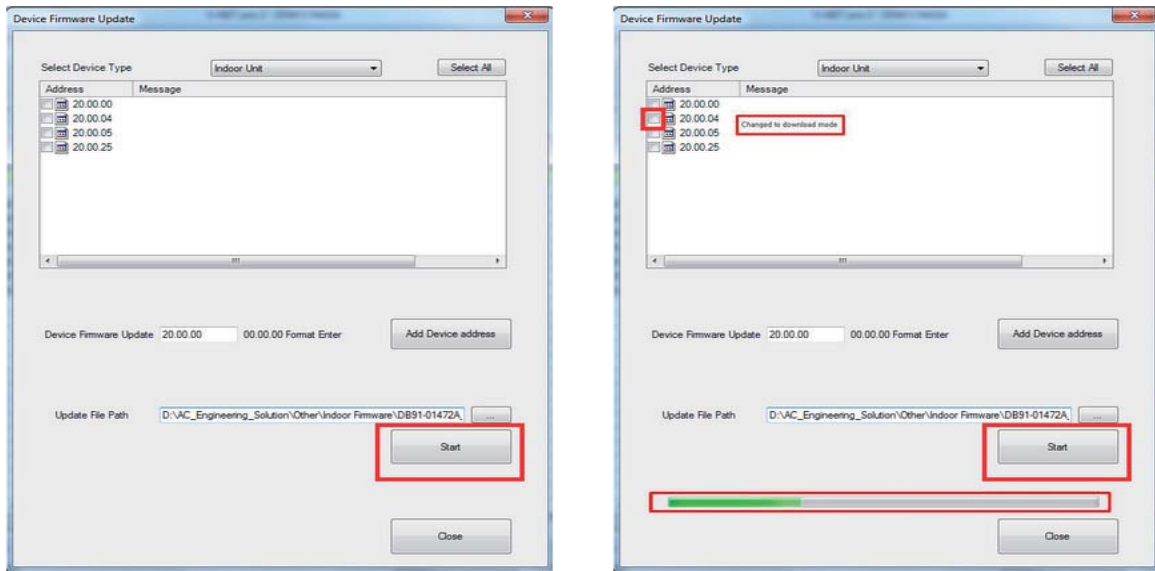 Device Firmware Update
Select Device Type
Indoor Unit
Select All
Address
Message
20.00.00
20.00.04
20.00.05
20.00.25
Device Firmware Update
20.00.00
00.00.00 Format Enter
Add Device address
Update File Path
D:\AC_Engineering_Solution\Other\Indoor Firmware\DB91-01472A_
...
Start
Close
Device Firmware Update
Select Device Type
Indoor Unit
Select All
Address
Message
20.00.00
20.00.04
Changed to download mode
20.00.05
20.00.25
Device Firmware Update
20.00.00
00.00.00 Format Enter
Add Device address
Update File Path
D:\AC_Engineering_Solution\Other\Indoor Firmware\DB91-01472A_
...
Start
Close